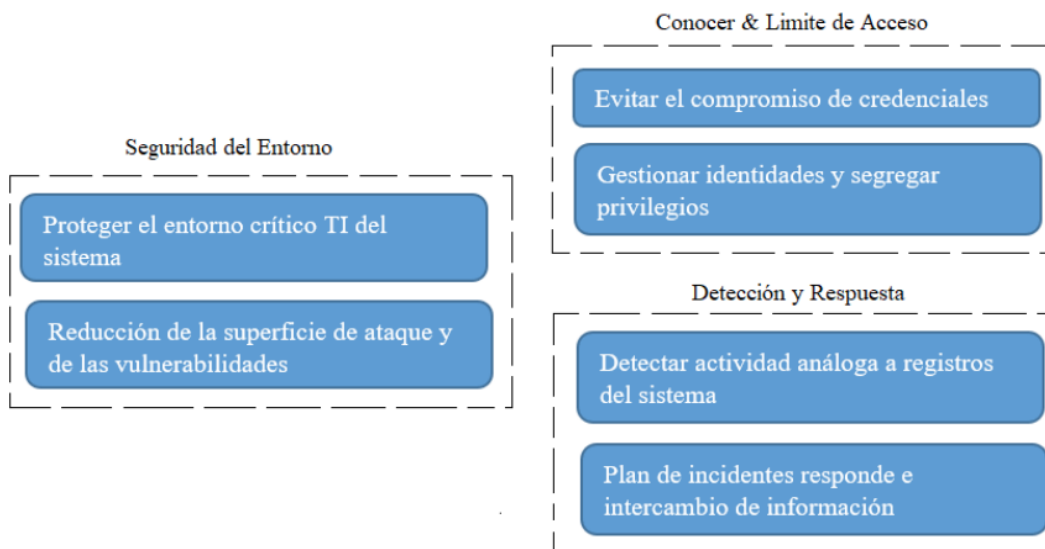 Seguridad del Entorno
Proteger el entorno crítico TI del
sistema
Reducción de la superficie de ataque y
de las vulnerabilidades
Conocer & Limite de Acceso
Evitar el compromiso de credenciales
Gestionar identidades y segregar
privilegios
Detección y Respuesta
Detectar actividad análoga a registros
del sistema
Plan de incidentes responde e
intercambio de información